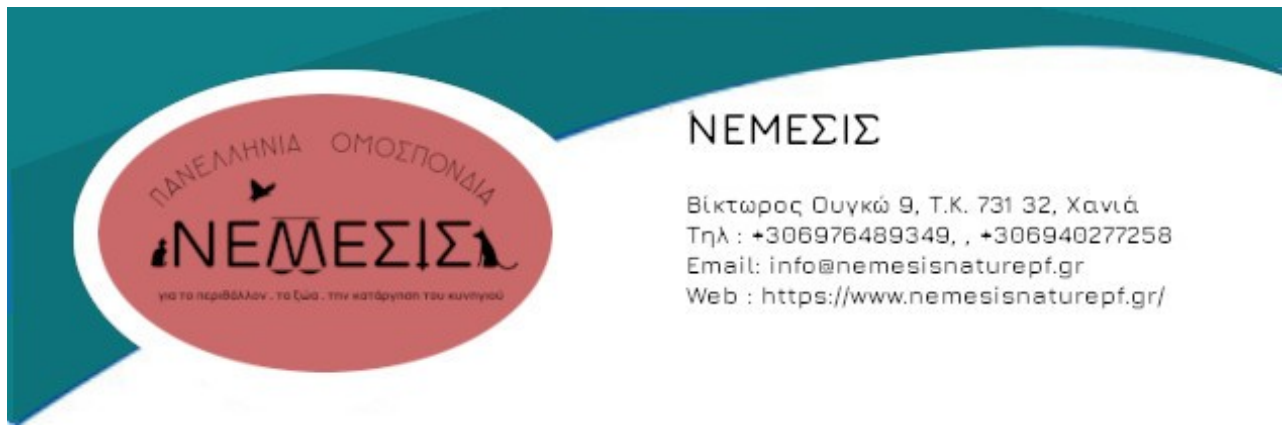 ΠΑΝΕΛΛΗΝΙΑ ΟΜΟΣΠΟΝΔΙΑ
ΝΕΜΕΣΙΣ
για το περιβάλλον . τα ζώα . την κατάργηση του κυνηγιού
ΝΕΜΕΣΙΣ
Βίκτωρος Ουγκώ 9, Τ.Κ. 731 32, Χανιά
Τηλ : +306976489349, , +306940277258
Email: info@nemesisnaturepf.gr
Web : https://www.nemesisnaturepf.gr/